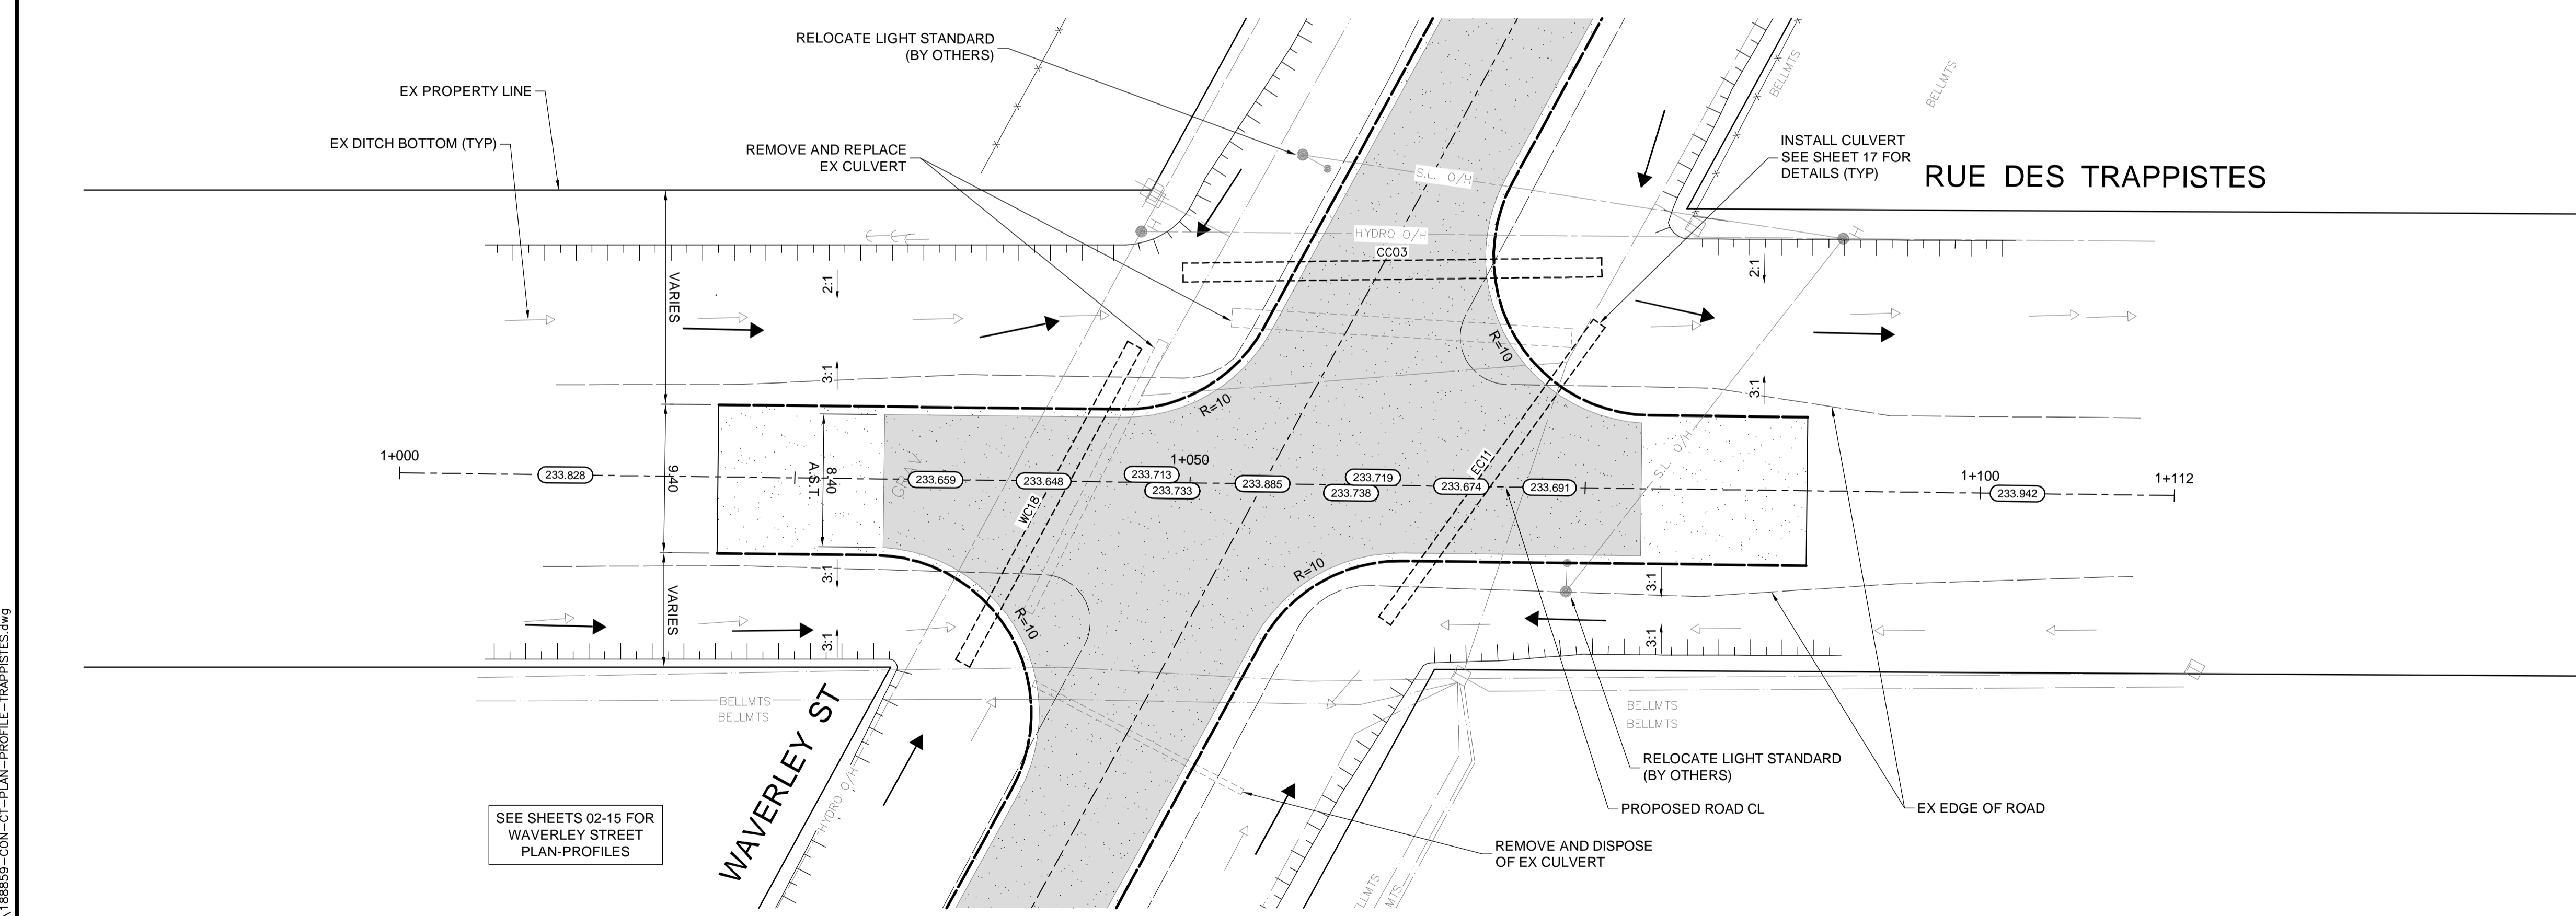 RELOCATE LIGHT STANDARD
(BY OTHERS)
EX PROPERTY LINE
EX DITCH BOTTOM (TYP)
REMOVE AND REPLACE
EX CULVERT
INSTALL CULVERT
SEE SHEET 17 FOR
DETAILS (TYP)
RUE DES TRAPPISTES
BELLMTS
BELLMTS
S.L. O/H
HYDRO O/H
CC03
H
H
VARIES
2:1
2:1
3:1
3:1
R=10
R=10
9.40
8.40
A.S.T.
GRAV
1+000
233.828
233.659
233.648
233.713
1+050
233.733
233.885
233.719
233.738
233.674
233.691
1+100
233.942
1+112
WC1B
EC11
S.L. O/H
R=10
R=10
VARIES
3:1
3:1
3:1
3:1
BELLMTS
BELLMTS
BELLMTS
BELLMTS
WAVERLEY ST
HYDRO O/H
RELOCATE LIGHT STANDARD
(BY OTHERS)
PROPOSED ROAD CL
EX EDGE OF ROAD
SEE SHEETS 02-15 FOR
WAVERLEY STREET
PLAN-PROFILES
REMOVE AND DISPOSE
OF EX CULVERT
LLMTS
MTS
\188859-CON-C1-PLAN-PROFILE-TRAPPISTES.dwg